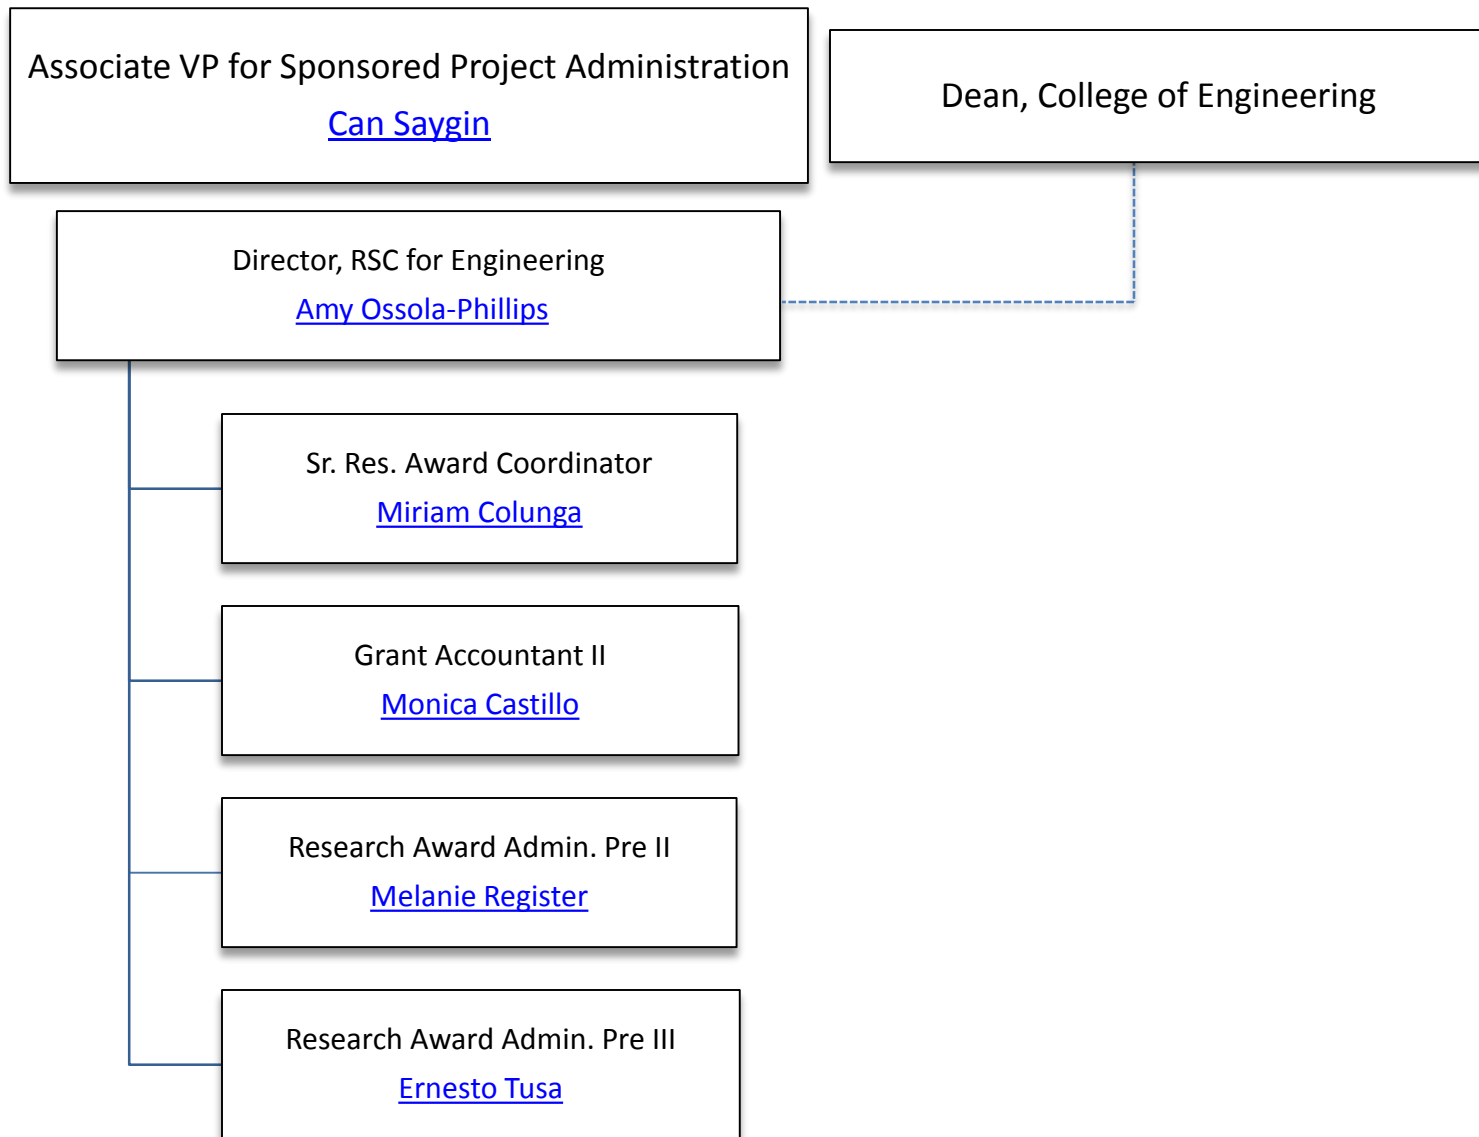 Associate VP for Sponsored Project Administration
Can Saygin
Dean, College of Engineering
Director, RSC for Engineering
Amy Ossola-Phillips
Sr. Res. Award Coordinator
Miriam Colunga
Grant Accountant II
Monica Castillo
Research Award Admin. Pre II
Melanie Register
Research Award Admin. Pre III
Ernesto Tusa